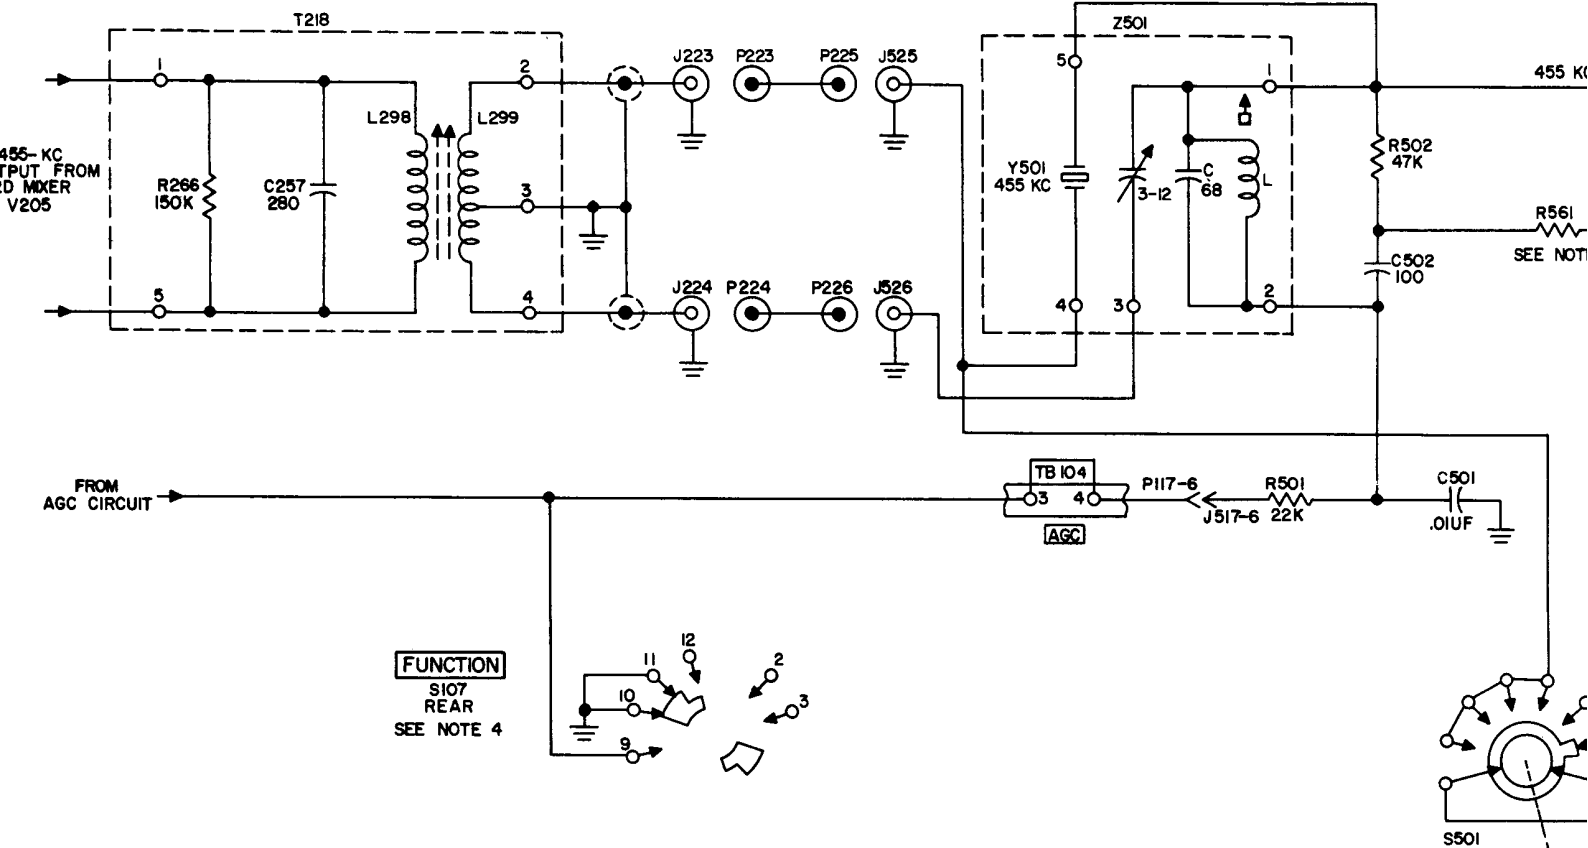 T218
Z501
1
2
J223
P223
P225
J525
5
1
455 KC
L298
L299
455-KC
TPUT FROM
D MIXER
V205
R266
150K
C257
280
3
Y501
455 KC
3-12
C
68
L
R502
47K
R561
SEE NOTE
C502
100
5
4
J224
P224
P226
J526
4
3
2
FROM
AGC CIRCUIT
TB 104
3
4
AGC
P117-6
J517-6
R501
22K
C501
.01UF
FUNCTION
S107
REAR
SEE NOTE 4
11
12
2
10
3
9
S501